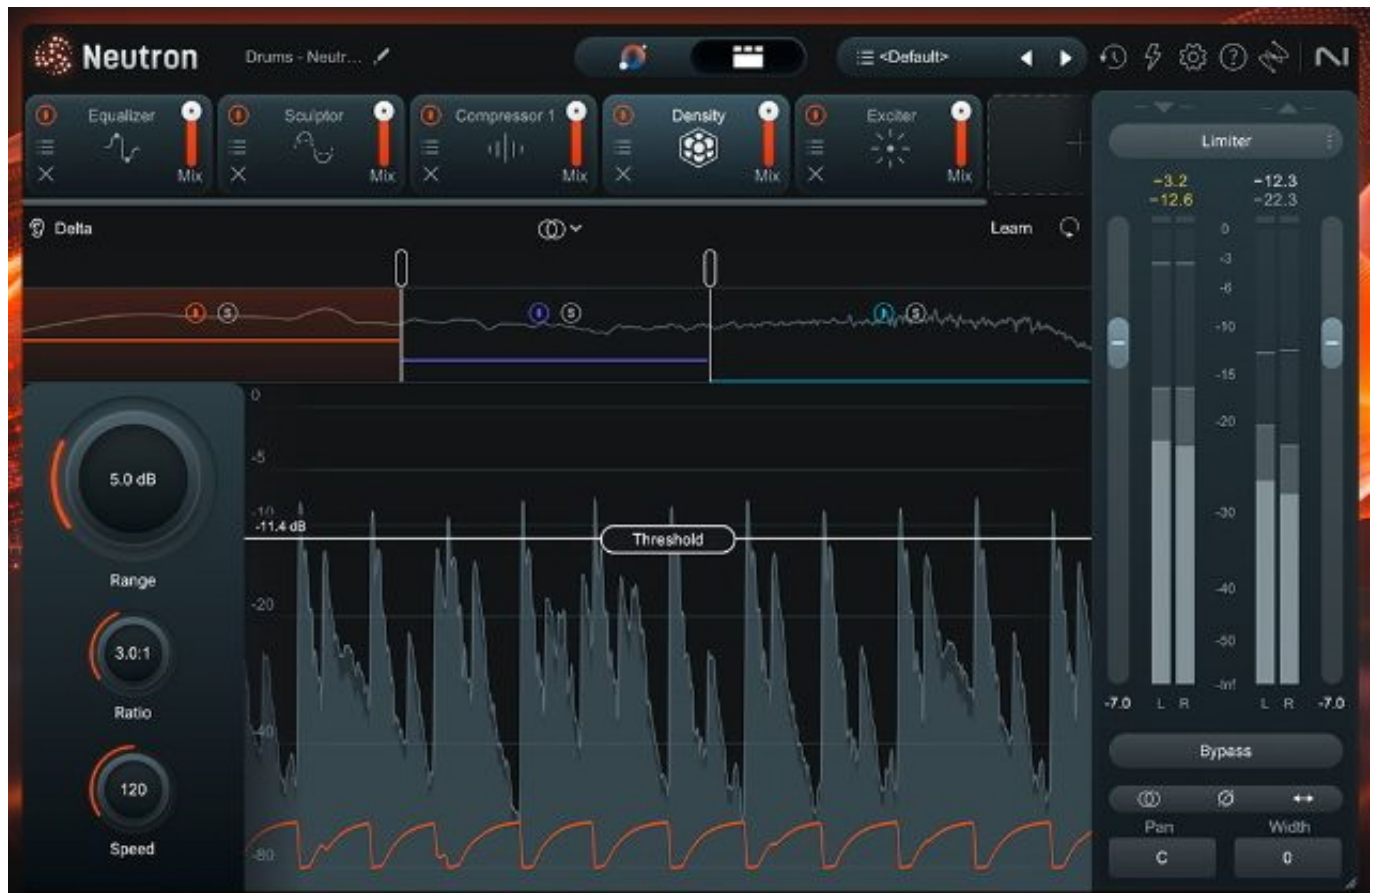 Neutron
Drums - Neutr...
<Default>
Equalizer
Mix
Sculptor
Mix
Compressor 1
Mix
Density
Mix
Exciter
Mix
Limiter
-3.2
-12.6
-12.3
-22.3
Delta
Learn
S
S
S
0
-3
-6
-10
-15
-20
-30
-40
-50
-Inf
-7.0
L R
L R
-7.0
5.0 dB
Range
3.0:1
Ratio
120
Speed
0
-5
-10
-11.4 dB
Threshold
-20
-40
-80
Bypass
Pan
Width
C
0